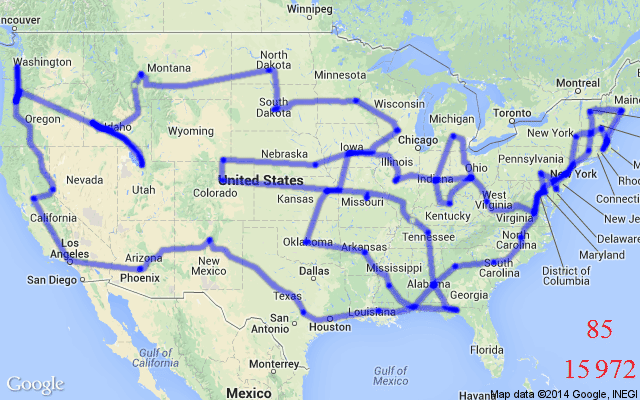 Winnipeg
ancouver
Washington
Montana
North
Dakota
Minnesota
Montreal
Maine
Oregon
Idaho
South
Dakota
Wisconsin
Michigan
Toronto
New York
Wyoming
Chicago
Iowa
Nebraska
Illinois
Indiana
Ohio
Pennsylvania
New York
Rho
Connecti
Nevada
Utah
Colorado
United States
Kansas
Missouri
West
Virginia
Kentucky
Virginia
New Je
Delaware
Maryland
California
Los
Angeles
San Diego
Arizona
Phoenix
New
Mexico
Oklahoma
Arkansas
Tennessee
North
Carolina
South
Carolina
District of
Columbia
Dallas
Mississippi
Alabama
Georgia
Texas
San
Antonio
Houston
Louisiana
Florida
Gulf of
California
Monterrey
Gulf of
Mexico
Mexico
Havana
85
15 972
Google
Map data ©2014 Google, INEGI